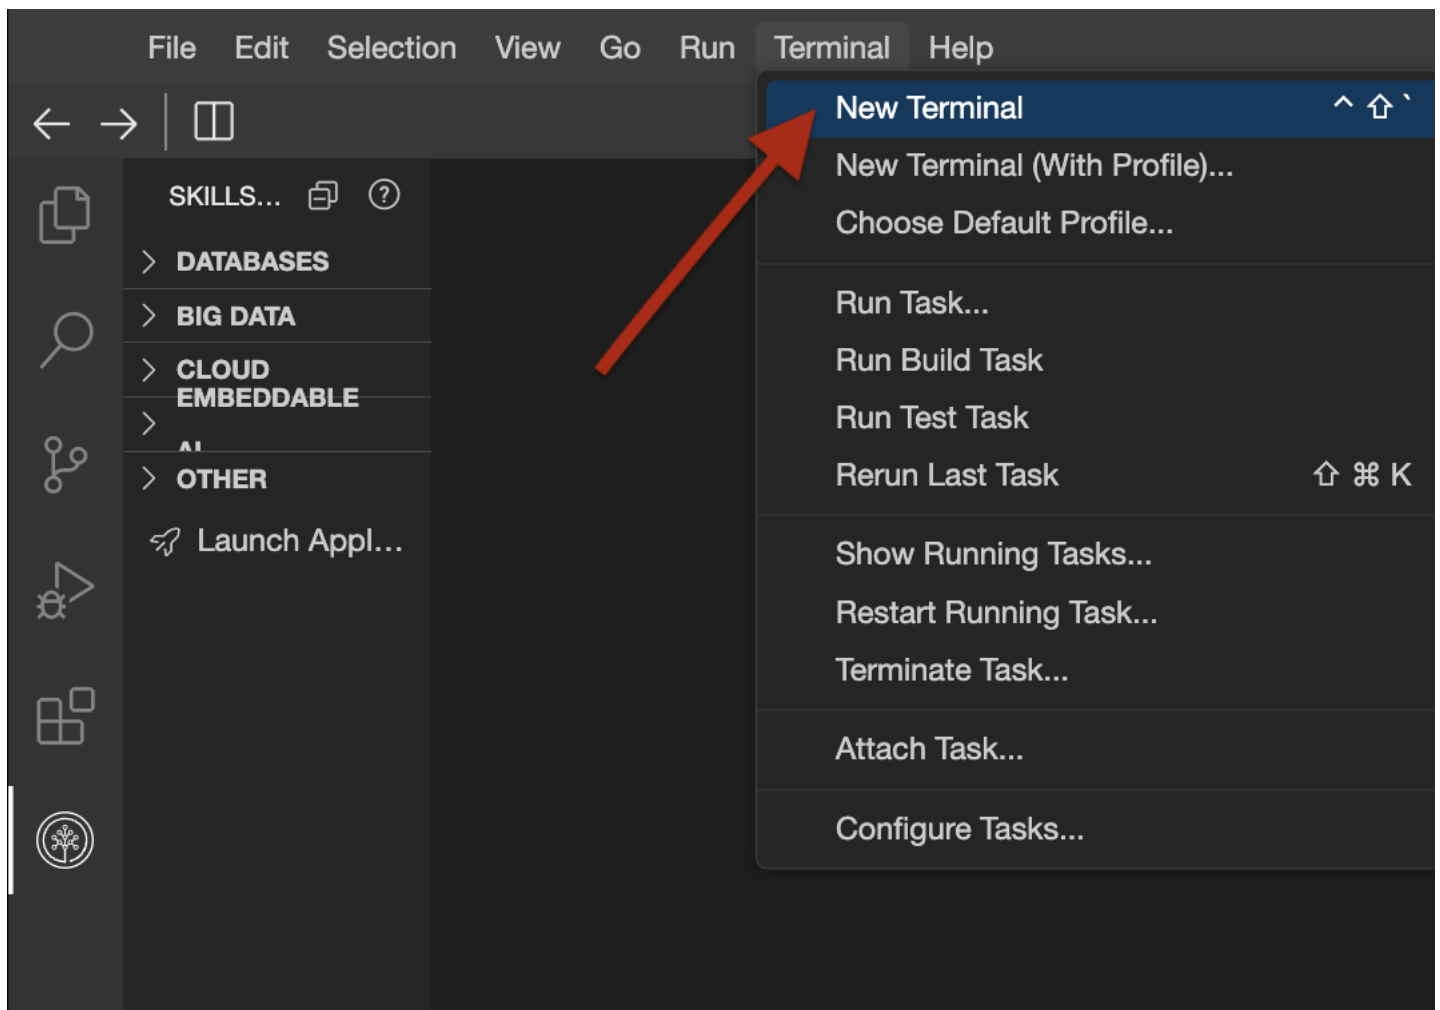 File Edit Selection View Go Run Terminal Help
SKILLS...
DATABASES
BIG DATA
CLOUD
EMBEDDABLE
AI
OTHER
Launch Appl...
New Terminal ^ ⇧ `
New Terminal (With Profile)...
Choose Default Profile...
Run Task...
Run Build Task
Run Test Task
Rerun Last Task ⇧ ⌘ K
Show Running Tasks...
Restart Running Task...
Terminate Task...
Attach Task...
Configure Tasks...